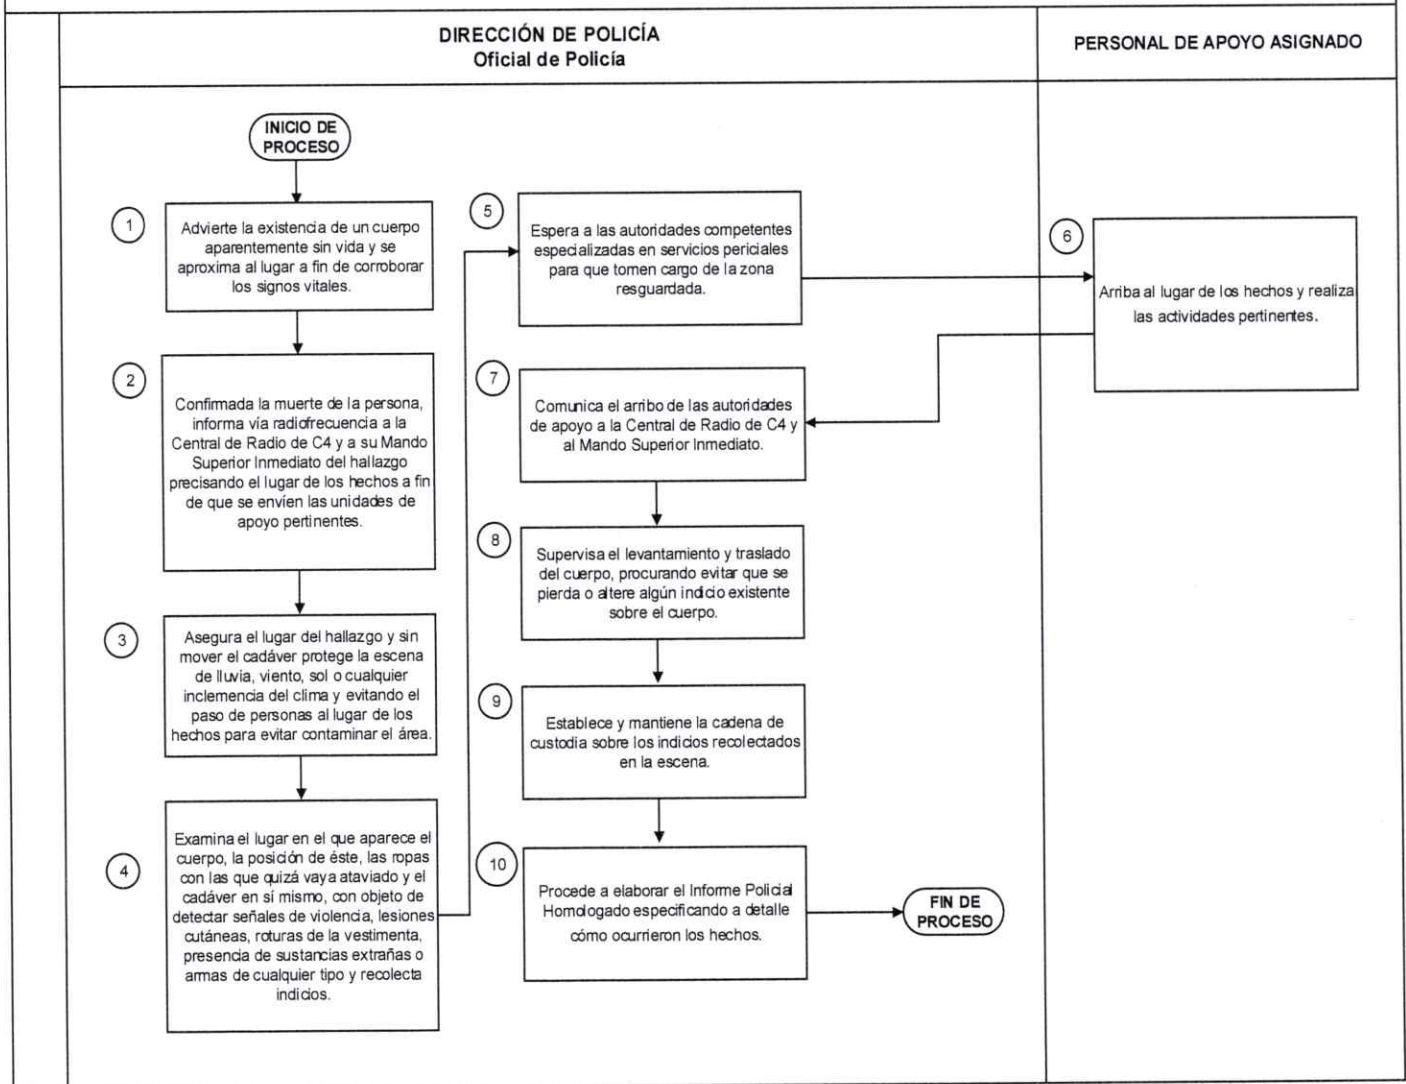 DIRECCIÓN DE POLICÍA
Oficial de Policía
PERSONAL DE APOYO ASIGNADO
INICIO DE
PROCESO
1
Advierte la existencia de un cuerpo
aparentemente sin vida y se
aproxima al lugar a fin de corroborar
los signos vitales.
2
Confirmada la muerte de la persona,
informa vía radiofrecuencia a la
Central de Radio de C4 y a su Mando
Superior Inmediato del hallazgo
precisando el lugar de los hechos a fin
de que se envíen las unidades de
apoyo pertinentes.
3
Asegura el lugar del hallazgo y sin
mover el cadáver protege la escena
de lluvia, viento, sol o cualquier
inclemencia del clima y evitando el
paso de personas al lugar de los
hechos para evitar contaminar el área.
4
Examina el lugar en el que aparece el
cuerpo, la posición de éste, las ropas
con las que quizá vaya ataviado y el
cadáver en sí mismo, con objeto de
detectar señales de violencia, lesiones
cutáneas, roturas de la vestimenta,
presencia de sustancias extrañas o
armas de cualquier tipo y recolecta
indicios.
5
Espera a las autoridades competentes
especializadas en servicios periciales
para que tomen cargo de la zona
resguardada.
6
Arriba al lugar de los hechos y realiza
las actividades pertinentes.
7
Comunica el arribo de las autoridades
de apoyo a la Central de Radio de C4 y
al Mando Superior Inmediato.
8
Supervisa el levantamiento y traslado
del cuerpo, procurando evitar que se
pierda o altere algún indicio existente
sobre el cuerpo.
9
Establece y mantiene la cadena de
custodia sobre los indicios recolectados
en la escena.
10
Procede a elaborar el Informe Policial
Homologado especificando a detalle
cómo ocurrieron los hechos.
FIN DE
PROCESO